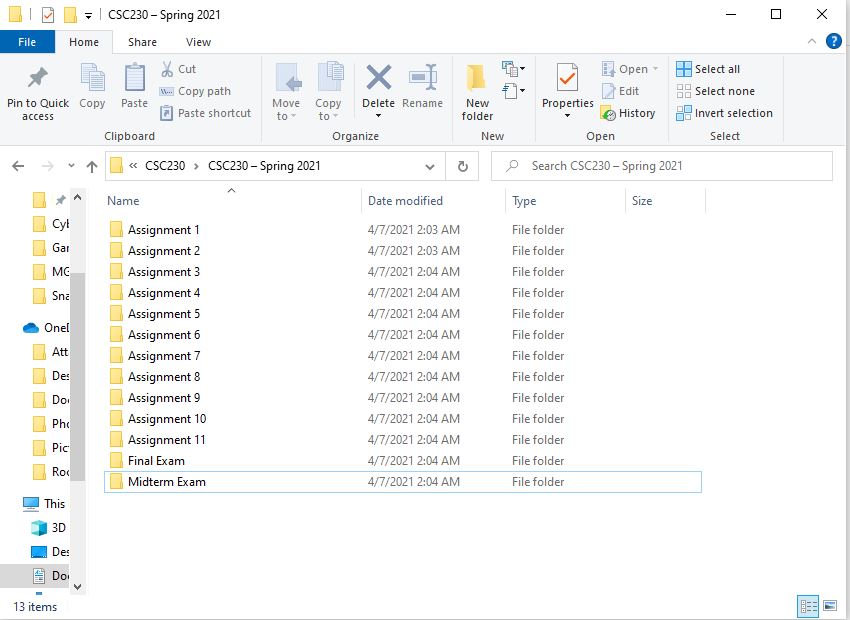 CSC230 – Spring 2021
File Home Share View
Pin to Quick access
Copy
Paste
Cut
Copy path
Paste shortcut
Clipboard
Move to
Copy to
Delete
Rename
Organize
New folder
New
Properties
Open
Edit
History
Open
Select all
Select none
Invert selection
Select
« CSC230 › CSC230 – Spring 2021
Search CSC230 – Spring 2021
Name Date modified Type Size
Assignment 1 4/7/2021 2:03 AM File folder
Assignment 2 4/7/2021 2:03 AM File folder
Assignment 3 4/7/2021 2:04 AM File folder
Assignment 4 4/7/2021 2:04 AM File folder
Assignment 5 4/7/2021 2:04 AM File folder
Assignment 6 4/7/2021 2:04 AM File folder
Assignment 7 4/7/2021 2:04 AM File folder
Assignment 8 4/7/2021 2:04 AM File folder
Assignment 9 4/7/2021 2:04 AM File folder
Assignment 10 4/7/2021 2:04 AM File folder
Assignment 11 4/7/2021 2:04 AM File folder
Final Exam 4/7/2021 2:04 AM File folder
Midterm Exam 4/7/2021 2:04 AM File folder
Cyb
Gar
MG
Sna
OneD
Att
Des
Doc
Pho
Pic
Roc
This
3D
Des
Doc
13 items